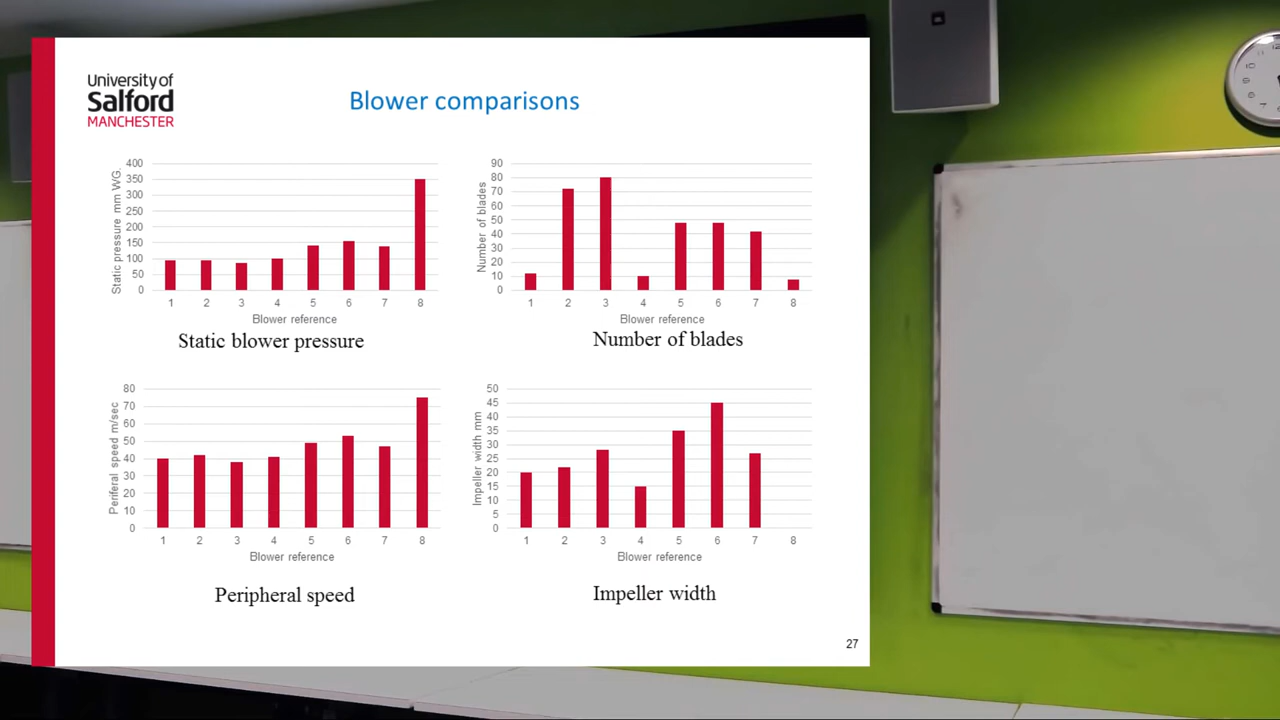 University of
Salford
MANCHESTER
Blower comparisons
Static pressure mm WG.
400
350
300
250
200
150
100
50
0
1 2 3 4 5 6 7 8
Blower reference
Static blower pressure
Number of blades
90
80
70
60
50
40
30
20
10
0
1 2 3 4 5 6 7 8
Blower reference
Number of blades
Periferal speed m/sec
80
70
60
50
40
30
20
10
0
1 2 3 4 5 6 7 8
Blower reference
Peripheral speed
Impeller width mm
50
45
40
35
30
25
20
15
10
5
0
1 2 3 4 5 6 7 8
Blower reference
Impeller width
27